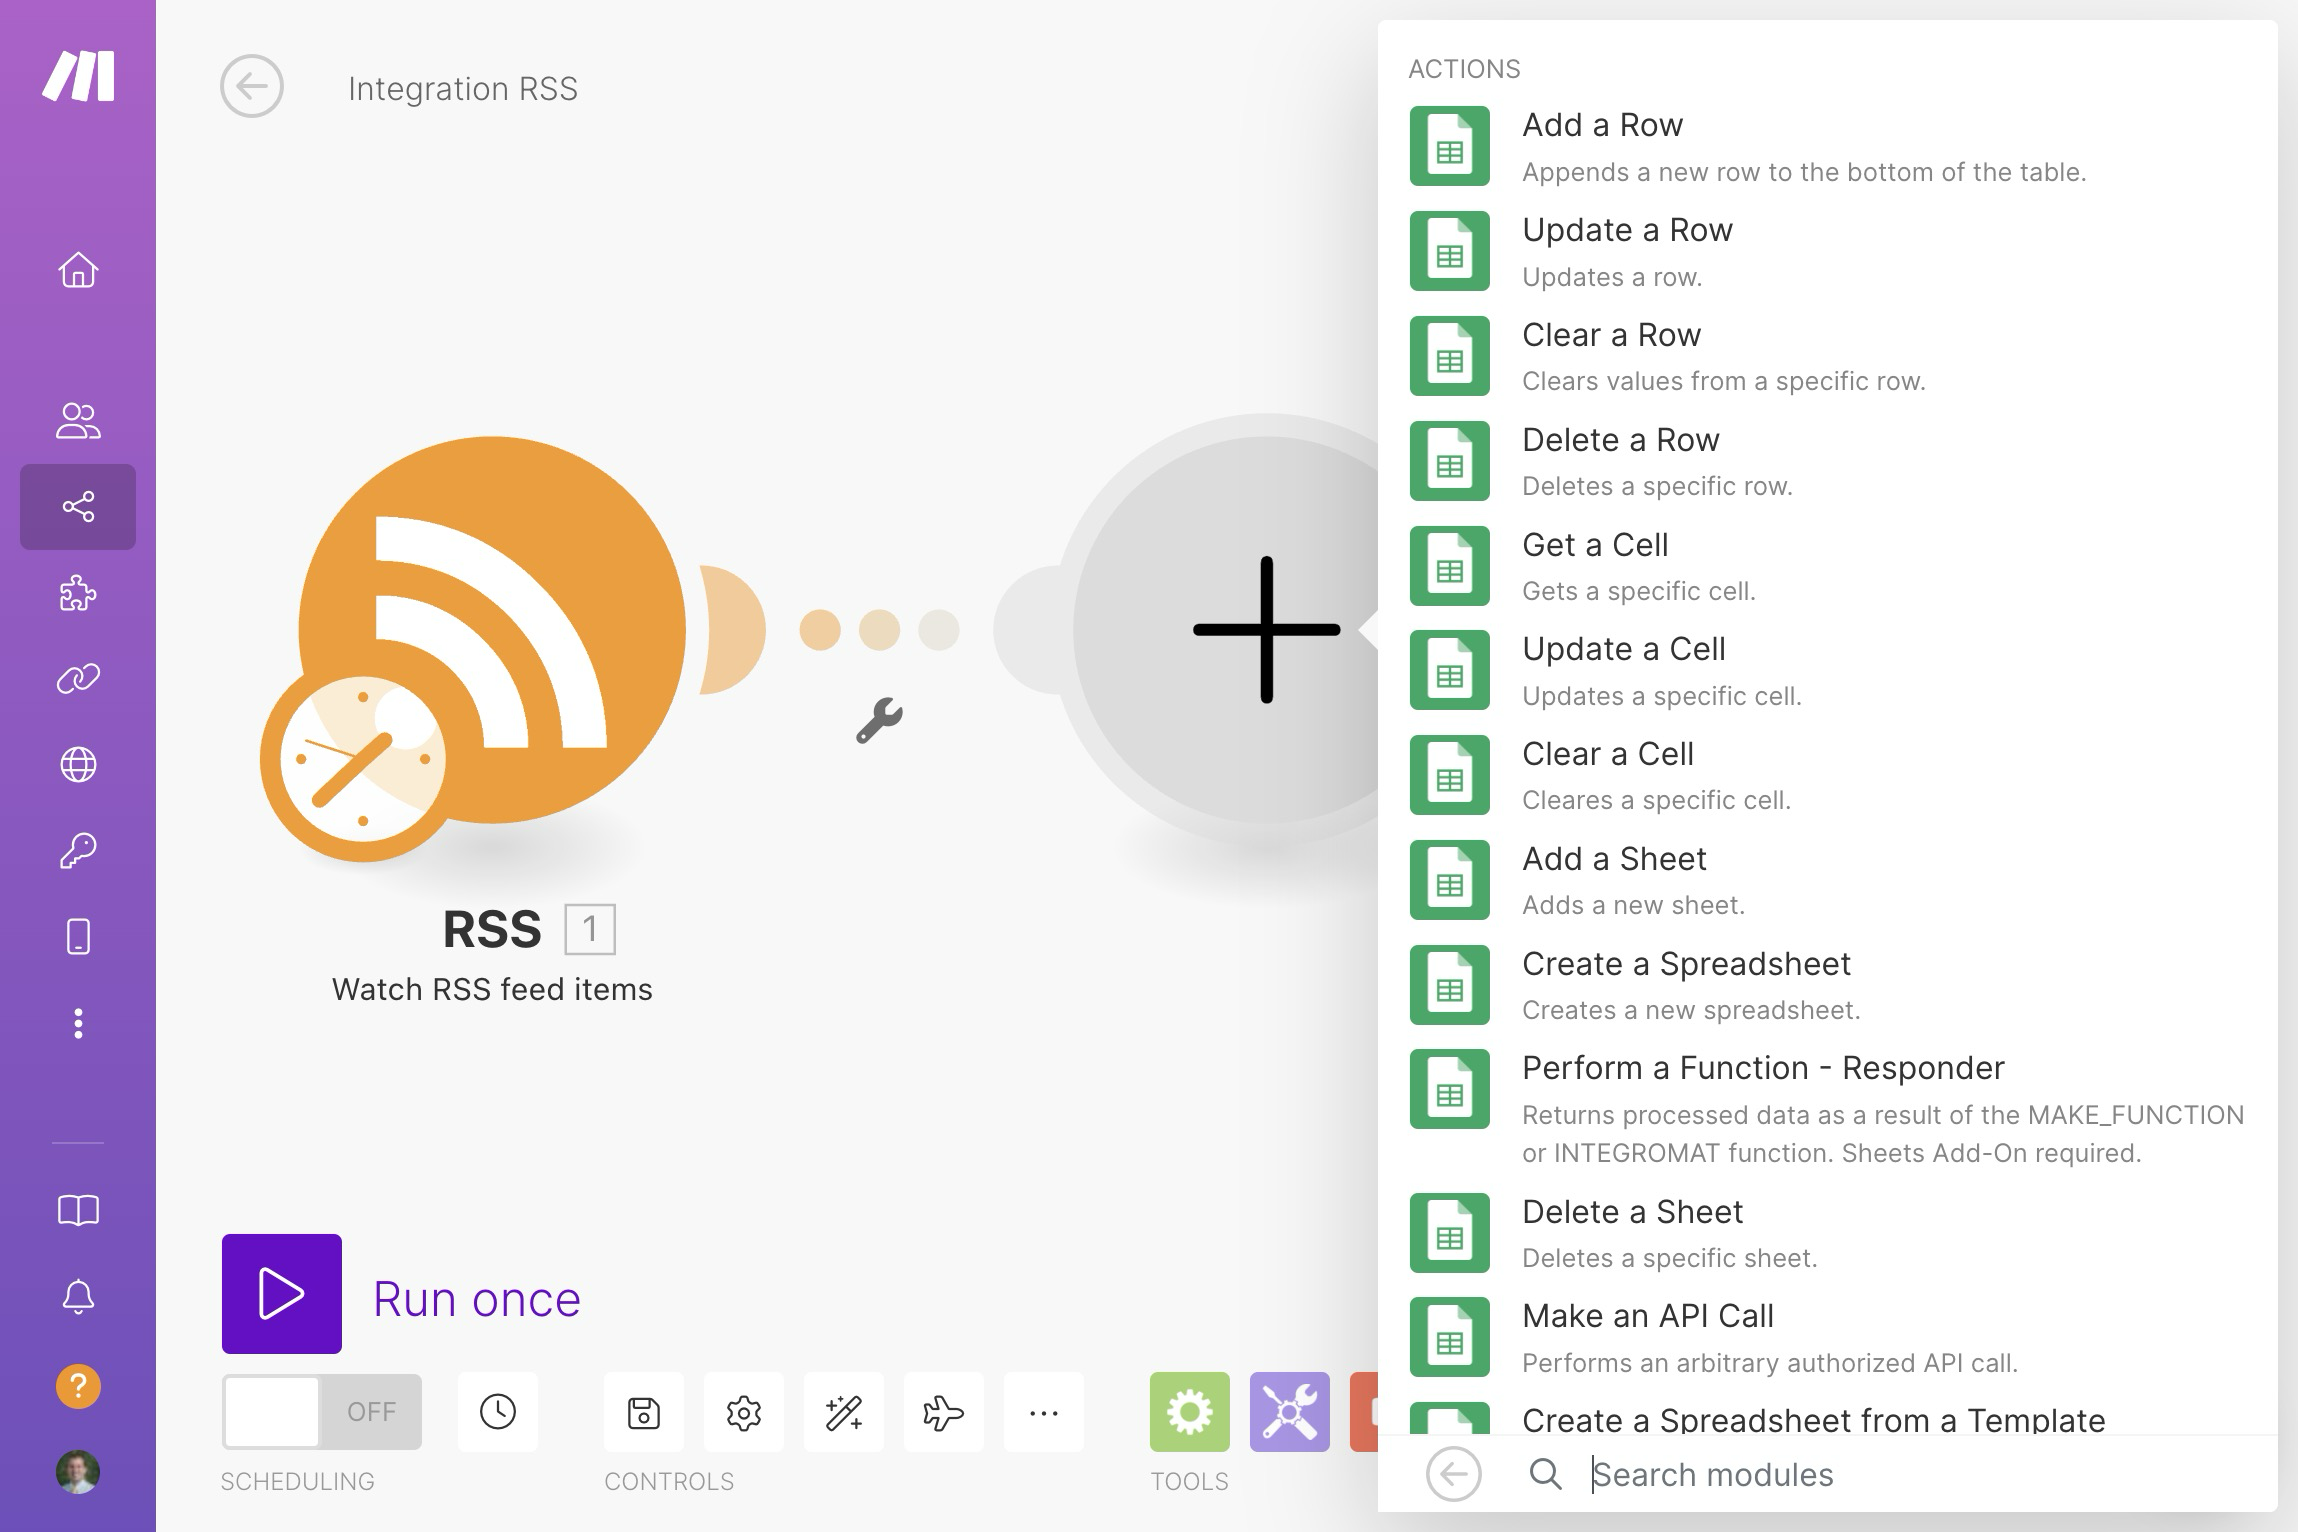 Integration RSS
ACTIONS
Add a Row
Appends a new row to the bottom of the table.
Update a Row
Updates a row.
Clear a Row
Clears values from a specific row.
Delete a Row
Deletes a specific row.
Get a Cell
Gets a specific cell.
Update a Cell
Updates a specific cell.
Clear a Cell
Cleares a specific cell.
Add a Sheet
Adds a new sheet.
Create a Spreadsheet
Creates a new spreadsheet.
Perform a Function - Responder
Returns processed data as a result of the MAKE_FUNCTION
or INTEGROMAT function. Sheets Add-On required.
Delete a Sheet
Deletes a specific sheet.
Make an API Call
Performs an arbitrary authorized API call.
Create a Spreadsheet from a Template
Search modules
RSS 1
Watch RSS feed items
Run once
OFF
SCHEDULING
CONTROLS
TOOLS
?